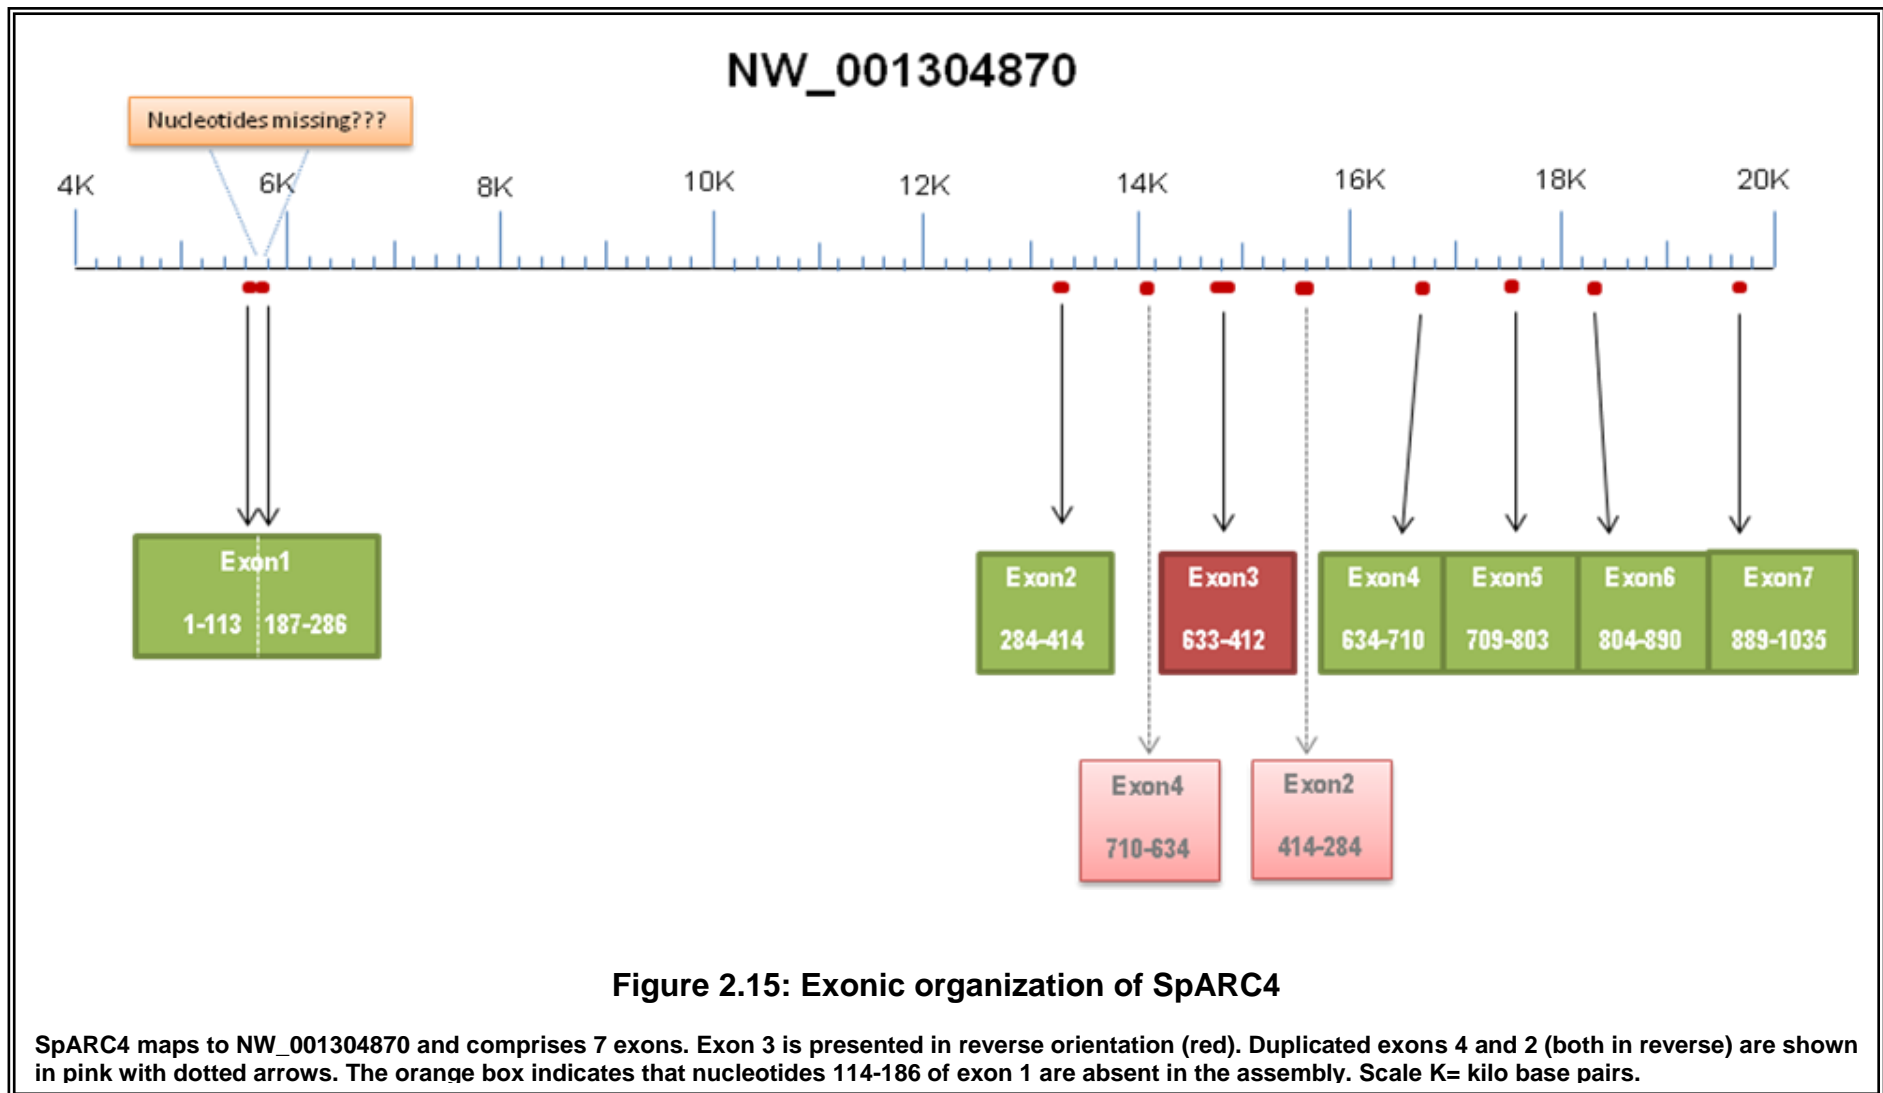 NW_001304870
Nucleotides missing???
4K 6K 8K 10K 12K 14K 16K 18K 20K
Exon1
1-113 187-286
Exon2
284-414
Exon3
633-412
Exon4
634-710
Exon5
709-803
Exon6
804-890
Exon7
889-1035
Exon4
710-634
Exon2
414-284
Figure 2.15: Exonic organization of SpARC4
SpARC4 maps to NW_001304870 and comprises 7 exons. Exon 3 is presented in reverse orientation (red). Duplicated exons 4 and 2 (both in reverse) are shown
in pink with dotted arrows. The orange box indicates that nucleotides 114-186 of exon 1 are absent in the assembly. Scale K= kilo base pairs.